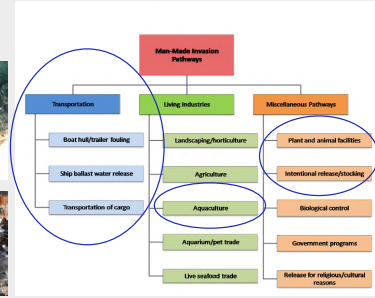 Man-Made Invasion
Pathways
Transportation
Living Industries
Miscellaneous Pathways
Boat hull/trailer fouling
Landscaping/horticulture
Plant and animal facilities
Ship ballast water release
Agriculture
Intentional release/stocking
Transportation of cargo
Aquaculture
Biological control
Aquarium/pet trade
Government programs
Live seafood trade
Release for religious/cultural
reasons